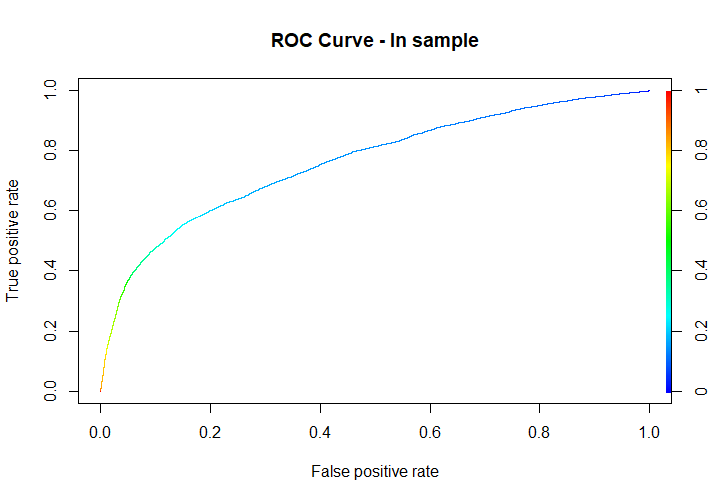 ROC Curve - In sample
True positive rate
0.0 0.2 0.4 0.6 0.8 1.0
0 0.2 0.4 0.6 0.8 1
0.0 0.2 0.4 0.6 0.8 1.0
False positive rate